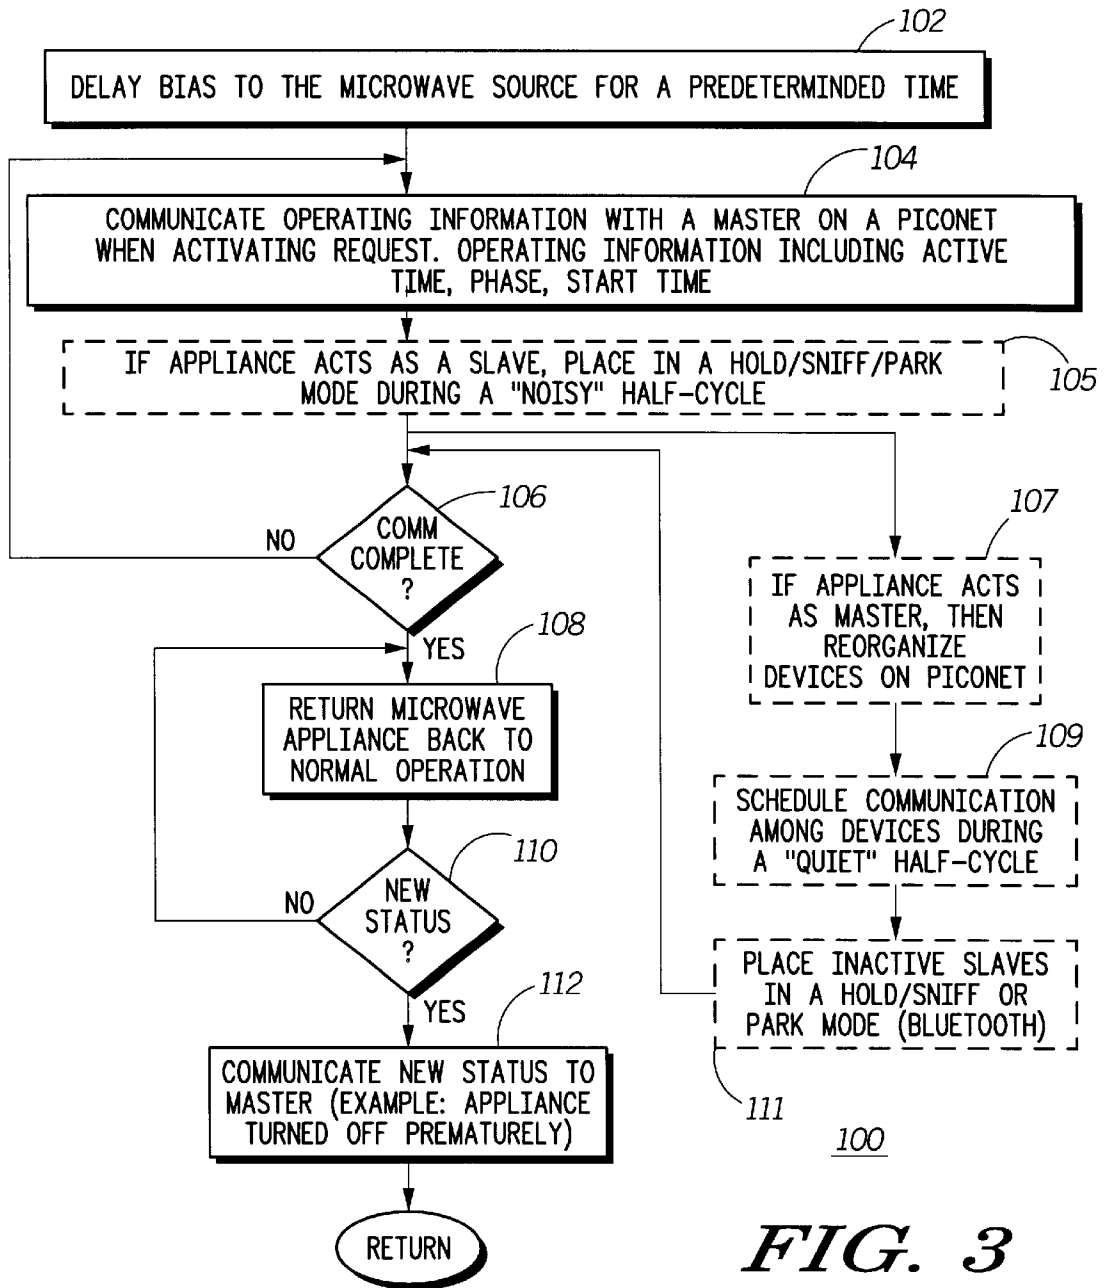 102
DELAY BIAS TO THE MICROWAVE SOURCE FOR A PREDETERMINDED TIME
104
COMMUNICATE OPERATING INFORMATION WITH A MASTER ON A PICONET
WHEN ACTIVATING REQUEST. OPERATING INFORMATION INCLUDING ACTIVE
TIME, PHASE, START TIME
IF APPLIANCE ACTS AS A SLAVE, PLACE IN A HOLD/SNIFF/PARK
MODE DURING A "NOISY" HALF-CYCLE
105
106
COMM
COMPLETE
?
NO
YES
107
IF APPLIANCE ACTS
AS MASTER, THEN
REORGANIZE
DEVICES ON PICONET
108
RETURN MICROWAVE
APPLIANCE BACK TO
NORMAL OPERATION
109
SCHEDULE COMMUNICATION
AMONG DEVICES DURING
A "QUIET" HALF-CYCLE
110
NEW
STATUS
?
NO
YES
PLACE INACTIVE SLAVES
IN A HOLD/SNIFF OR
PARK MODE (BLUETOOTH)
111
112
COMMUNICATE NEW STATUS TO
MASTER (EXAMPLE: APPLIANCE
TURNED OFF PREMATURELY)
100
RETURN
FIG. 3